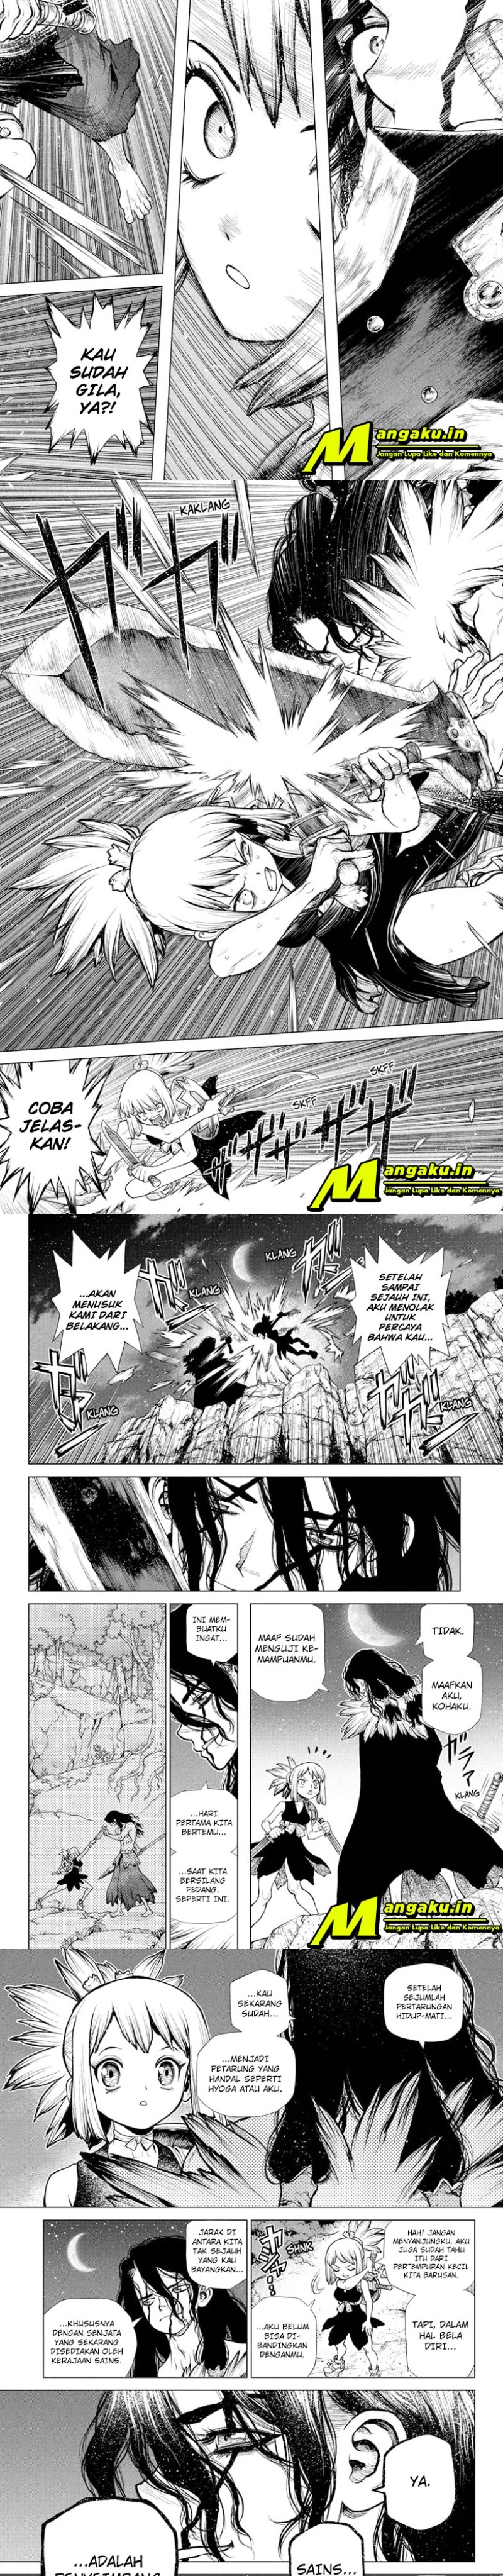 KAU
SUDAH
GILA,
YA?!
Mangaku.in
Jangan Lupa Like dan Komennya
KAKLANG
ガガ
COBA
JELAS-
KAN!
SKFF
SKFF
Mangaku.in
Jangan Lupa Like dan Komennya
SETELAH
SAMPAI
SEJAUH INI,
AKU MENOLAK
UNTUK
PERCAYA
BAHWA KAU...
KLANG
KLANG
...AKAN
MENUSUK
KAMI DARI
BELAKANG...
KLANG
KLANG
TIDAK.
MAAFKAN
AKU,
KOHAKU.
MAAF SUDAH
MENGUJI KE-
MAMPUANMU.
KLANG
INI MEM-
BUATKU
INGAT...
...HARI
PERTAMA KITA
BERTEMU...
...SAAT KITA
BERSILANG
PEDANG.
SEPERTI INI.
Mangaku.in
Jangan Lupa Like dan Komennya
SETELAH
SEJUMLAH
PERTARUNGAN
HIDUP-MATI...
...KAU
SEKARANG
SUDAH...
...MENJADI
PETARUNG YANG
HANDAL SEPERTI
HYOGA ATAU AKU.
HAH! JANGAN
MENYANJUNGKU. AKU
JUGA SUDAH TAHU
ITU DARI
PERTEMPURAN KECIL
KITA BARUSAN.
TAPI, DALAM
HAL BELA
DIRI...
SHINK
...AKU BELUM
BISA DI-
BANDINGKAN
DENGANMU.
JARAK DI
ANTARA KITA
TAK SEJAUH
YANG KAU
BAYANGKAN...
...KHUSUSNYA
DENGAN SENJATA
YANG SEKARANG
DISEDIAKAN OLEH
KERAJAAN SAINS.
YA.
SAINS...
...ADALAH